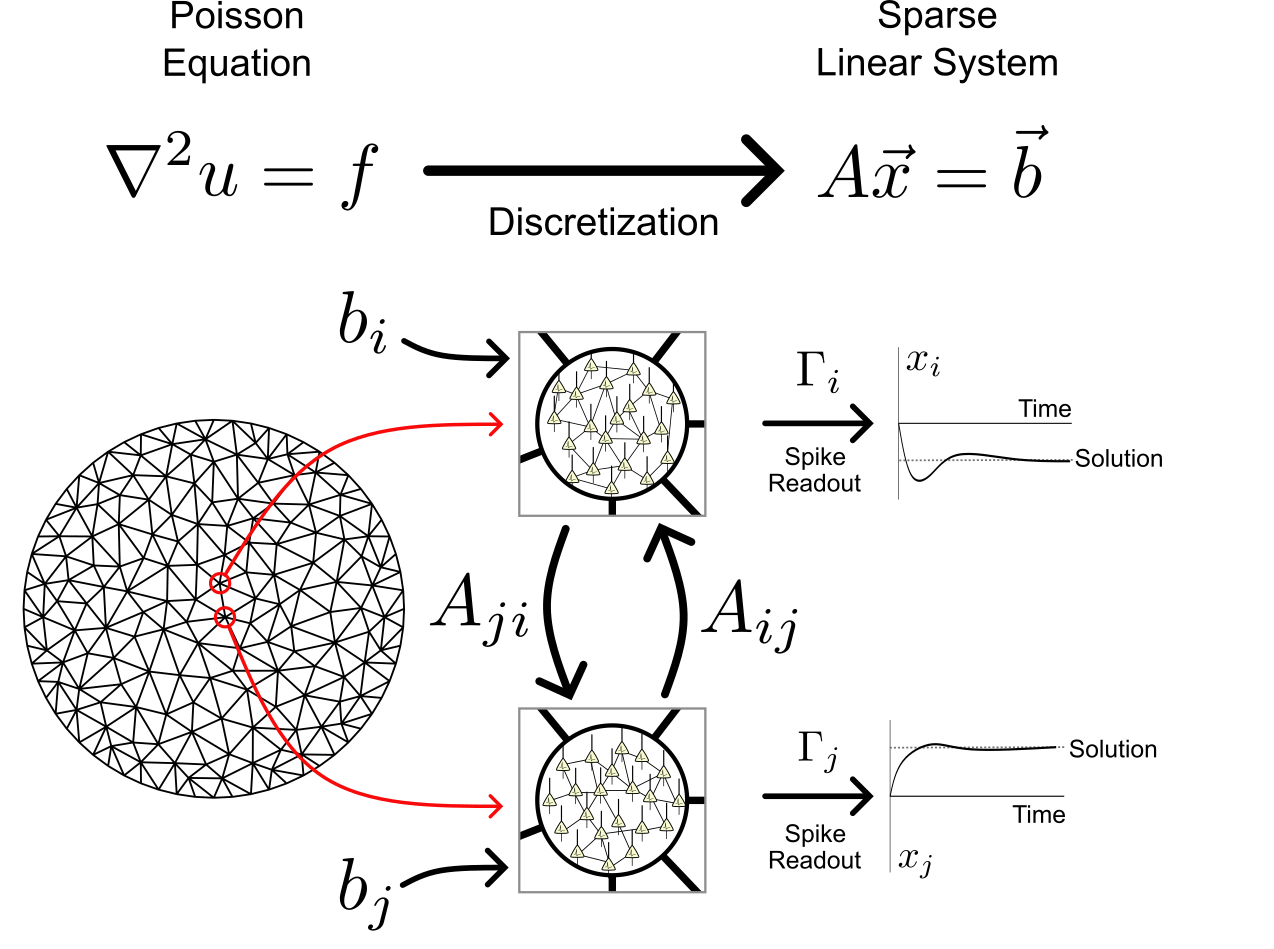 Poisson
Equation
Sparse
Linear System
∇²u = f
Discretization
Ax⃗ = b⃗
bᵢ
Γᵢ
Spike
Readout
xᵢ
Time
Solution
Aⱼᵢ
Aᵢⱼ
Γⱼ
Spike
Readout
Solution
Time
xⱼ
bⱼ